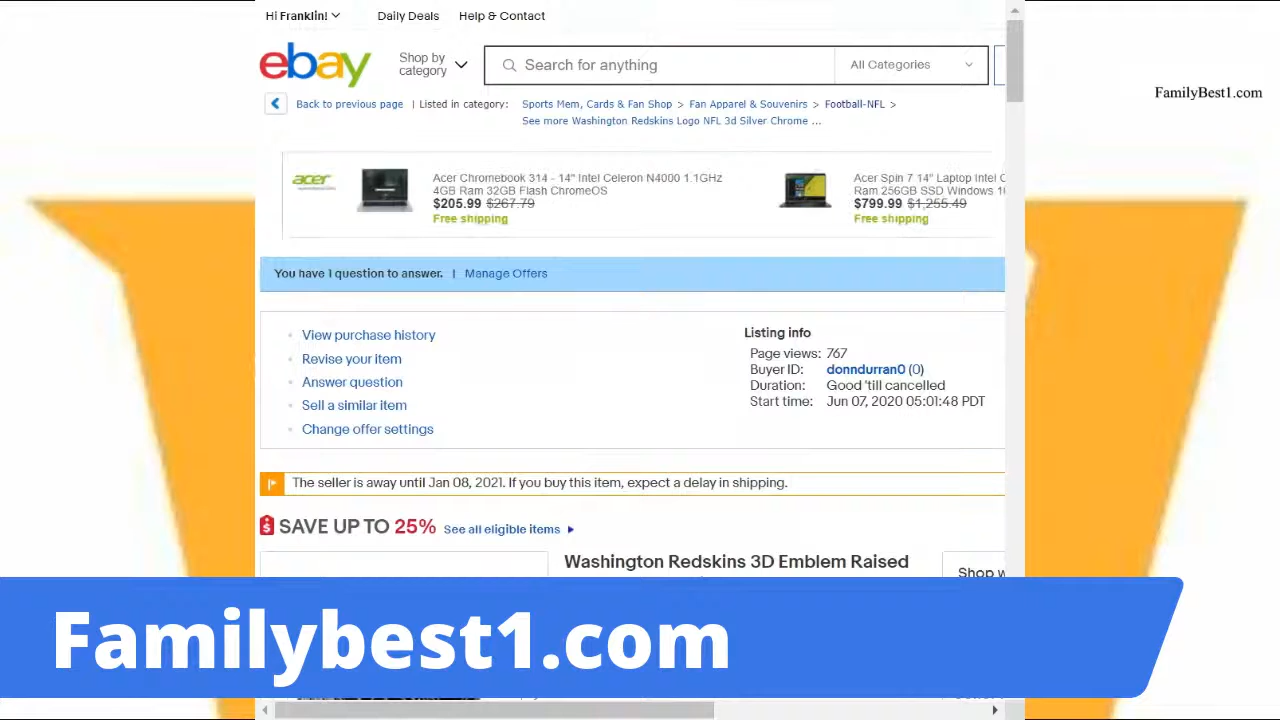 Hi Franklin!
Daily Deals
Help & Contact
ebay
Shop by
category
Search for anything
All Categories
FamilyBest1.com
Back to previous page | Listed in category: Sports Mem, Cards & Fan Shop > Fan Apparel & Souvenirs > Football-NFL >
See more Washington Redskins Logo NFL 3d Silver Chrome ...
acer
Acer Chromebook 314 - 14" Intel Celeron N4000 1.1GHz
4GB Ram 32GB Flash ChromeOS
$205.99 $267.79
Free shipping
Acer Spin 7 14" Laptop Intel C
Ram 256GB SSD Windows 1
$799.99 $1,255.49
Free shipping
You have 1 question to answer. | Manage Offers
View purchase history
Revise your item
Answer question
Sell a similar item
Change offer settings
Listing info
Page views: 767
Buyer ID: donndurran0 (0)
Duration: Good 'till cancelled
Start time: Jun 07, 2020 05:01:48 PDT
The seller is away until Jan 08, 2021. If you buy this item, expect a delay in shipping.
SAVE UP TO 25% See all eligible items
Washington Redskins 3D Emblem Raised
Shop w
Familybest1.com